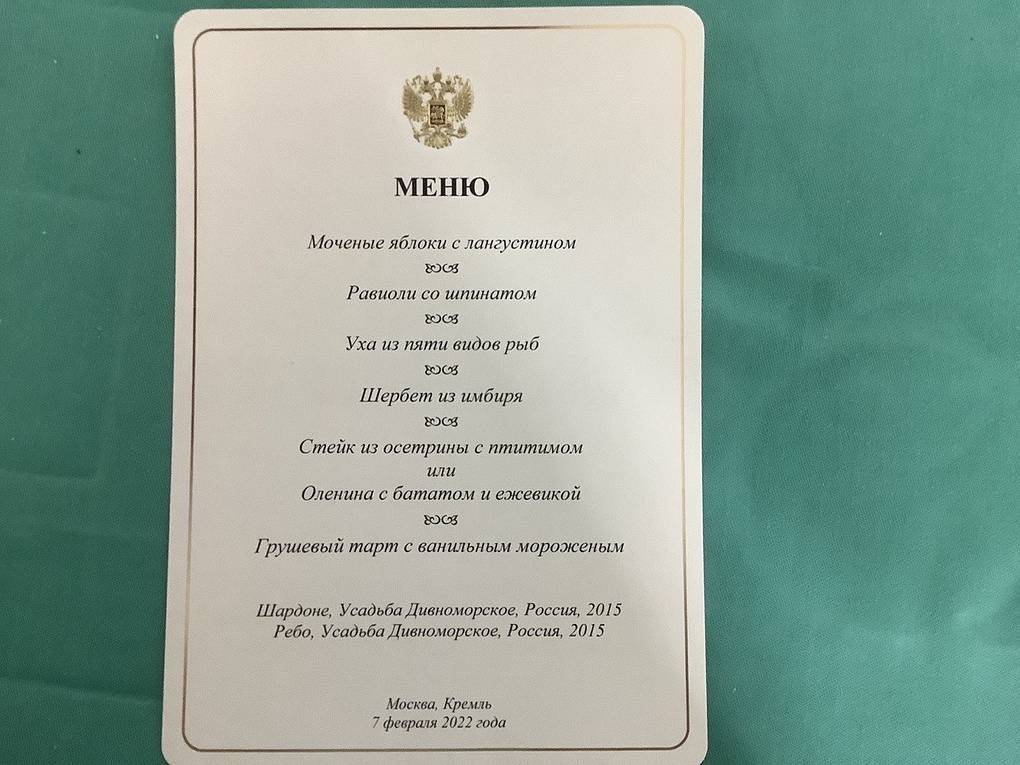 МЕНЮ
Моченые яблоки с лангустином
Равиоли со шпинатом
Уха из пяти видов рыб
Шербет из имбиря
Стейк из осетрины с птитимом
или
Оленина с бататом и ежевикой
Грушевый тарт с ванильным мороженым
Шардоне, Усадьба Дивноморское, Россия, 2015
Ребо, Усадьба Дивноморское, Россия, 2015
Москва, Кремль
7 февраля 2022 года